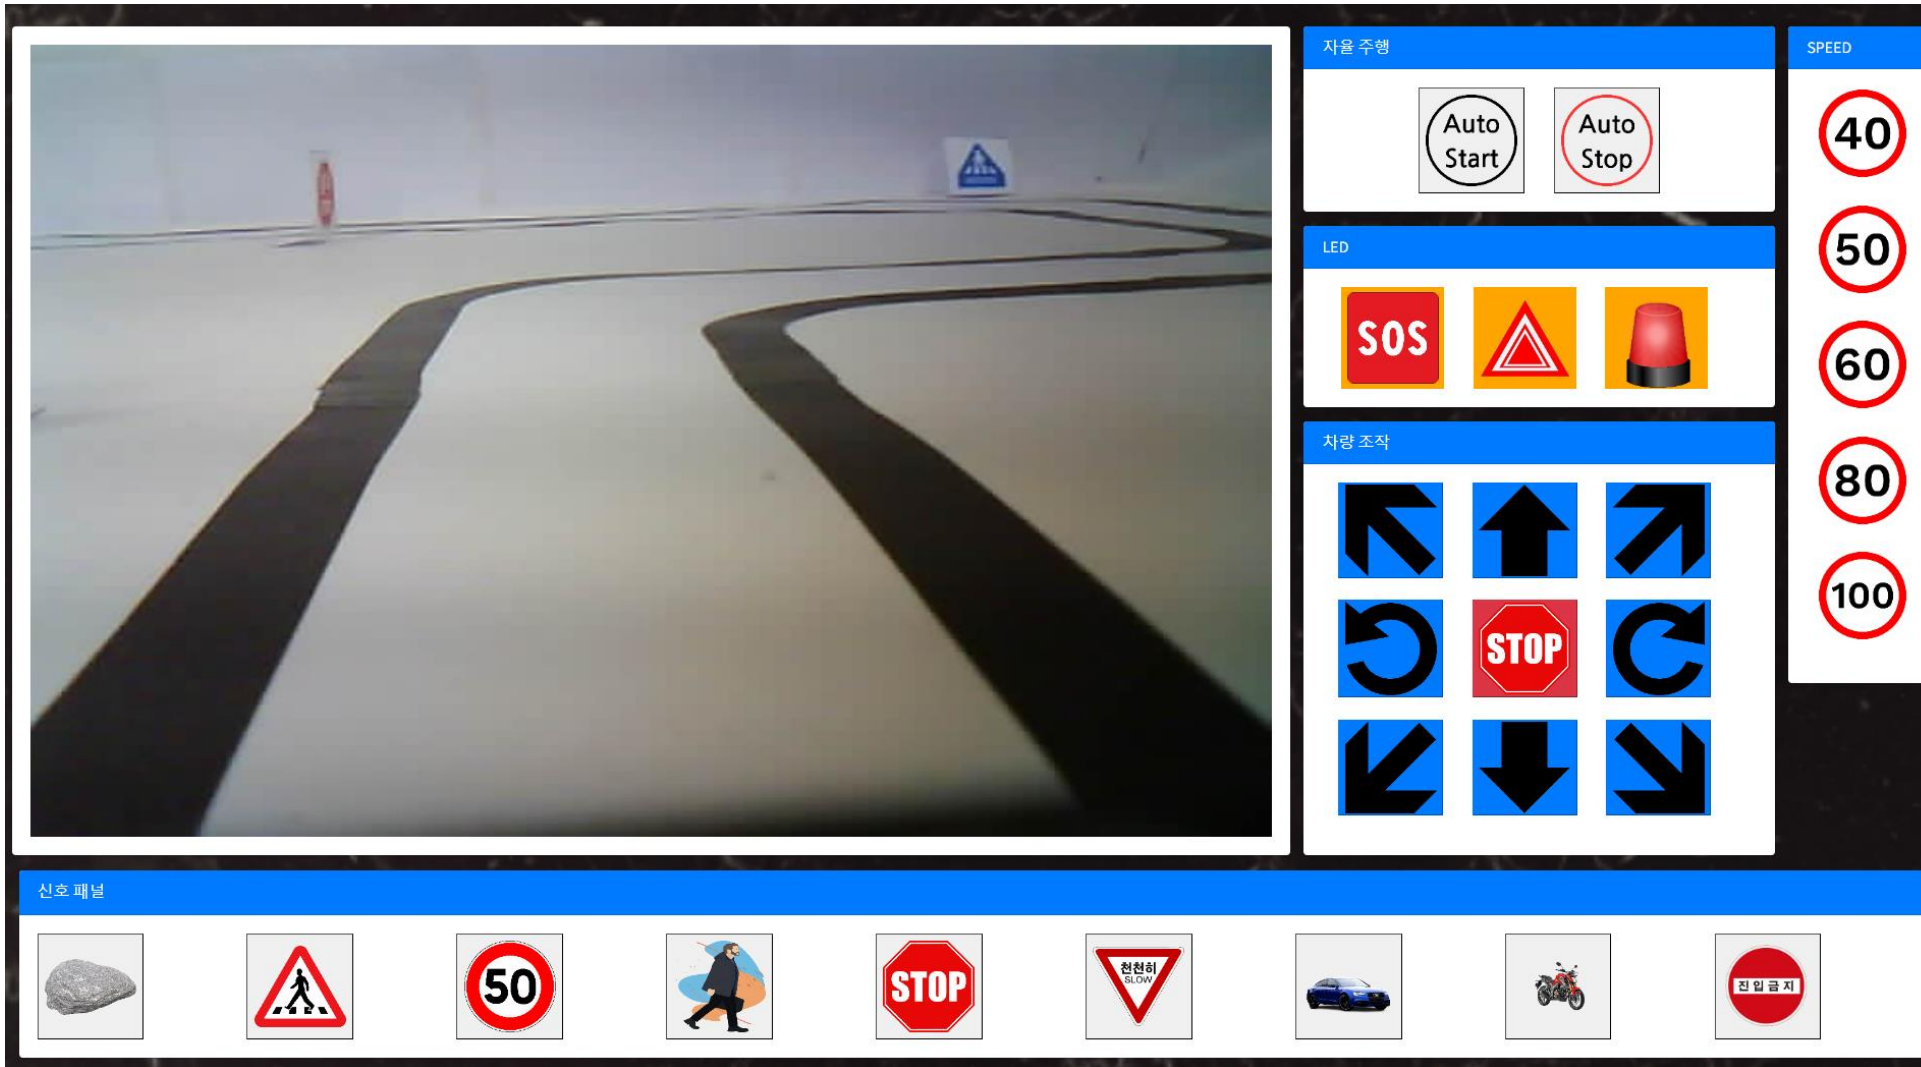 자율 주행
Auto
Start
Auto
Stop
SPEED
40
50
60
80
100
LED
SOS
차량 조작
STOP
신호 패널
50
STOP
천천히
SLOW
진입금지